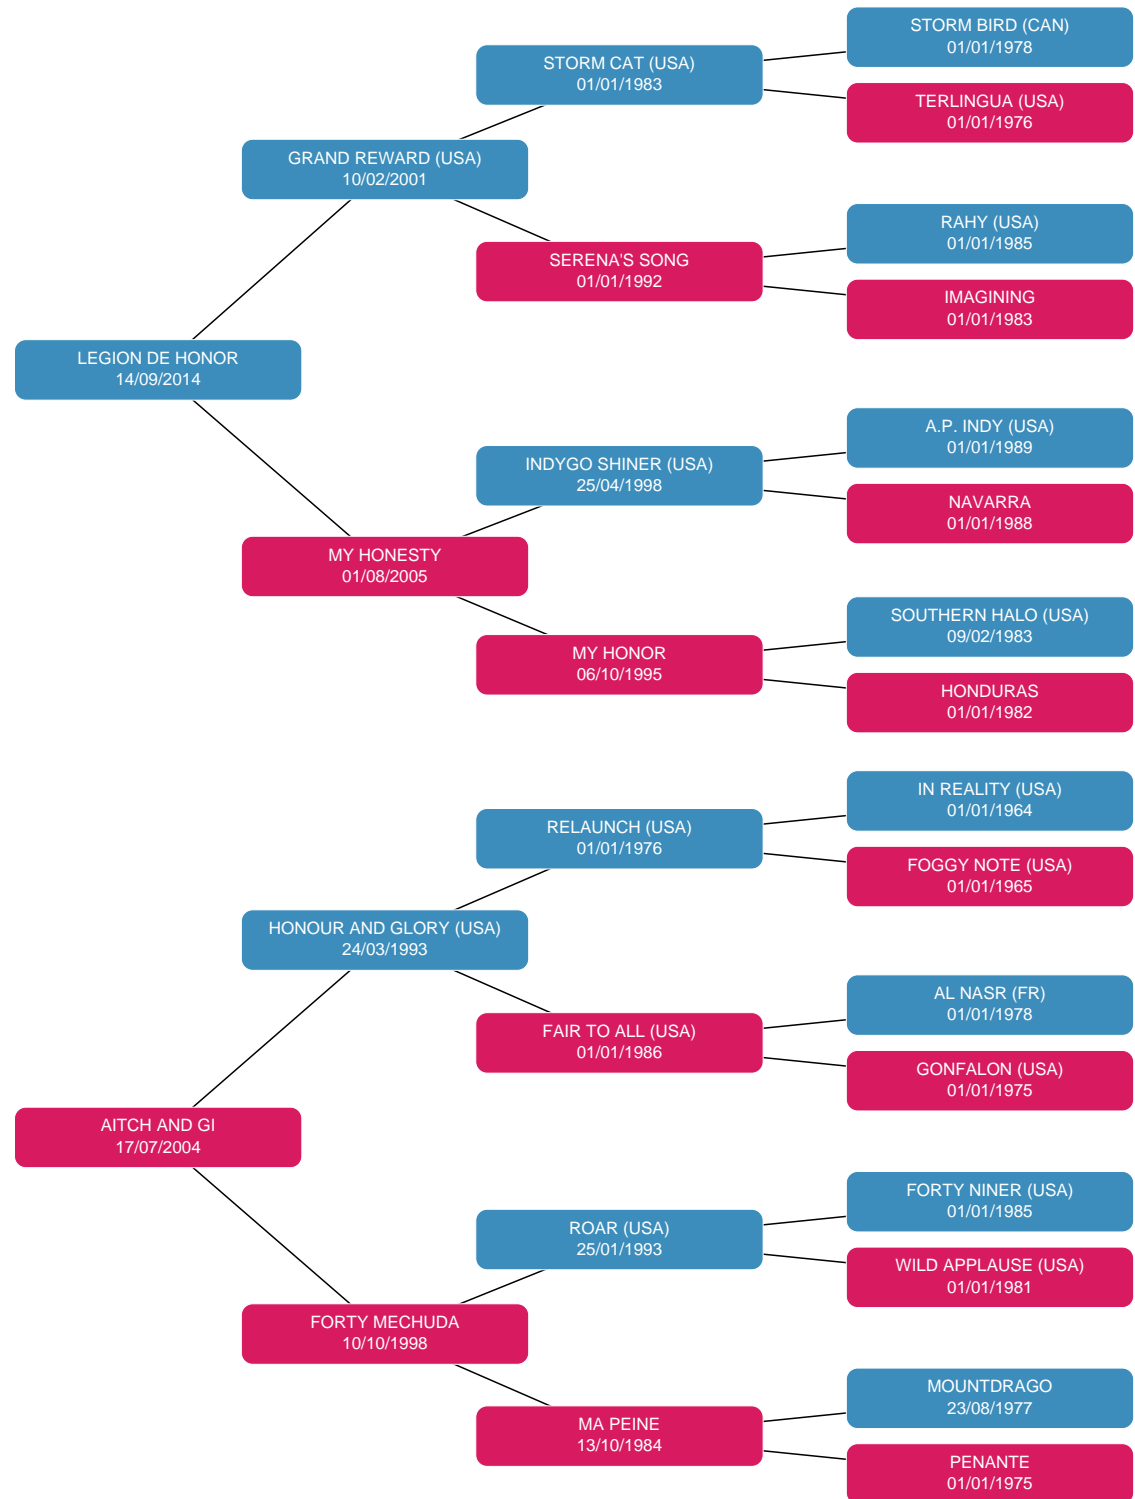 STORM BIRD (CAN)
01/01/1978
STORM CAT (USA)
01/01/1983
TERLINGUA (USA)
01/01/1976
GRAND REWARD (USA)
10/02/2001
RAHY (USA)
01/01/1985
SERENA'S SONG
01/01/1992
IMAGINING
01/01/1983
LEGION DE HONOR
14/09/2014
A.P. INDY (USA)
01/01/1989
INDYGO SHINER (USA)
25/04/1998
NAVARRA
01/01/1988
MY HONESTY
01/08/2005
SOUTHERN HALO (USA)
09/02/1983
MY HONOR
06/10/1995
HONDURAS
01/01/1982
IN REALITY (USA)
01/01/1964
RELAUNCH (USA)
01/01/1976
FOGGY NOTE (USA)
01/01/1965
HONOUR AND GLORY (USA)
24/03/1993
AL NASR (FR)
01/01/1978
FAIR TO ALL (USA)
01/01/1986
GONFALON (USA)
01/01/1975
AITCH AND GI
17/07/2004
FORTY NINER (USA)
01/01/1985
ROAR (USA)
25/01/1993
WILD APPLAUSE (USA)
01/01/1981
FORTY MECHUDA
10/10/1998
MOUNTDRAGO
23/08/1977
MA PEINE
13/10/1984
PENANTE
01/01/1975